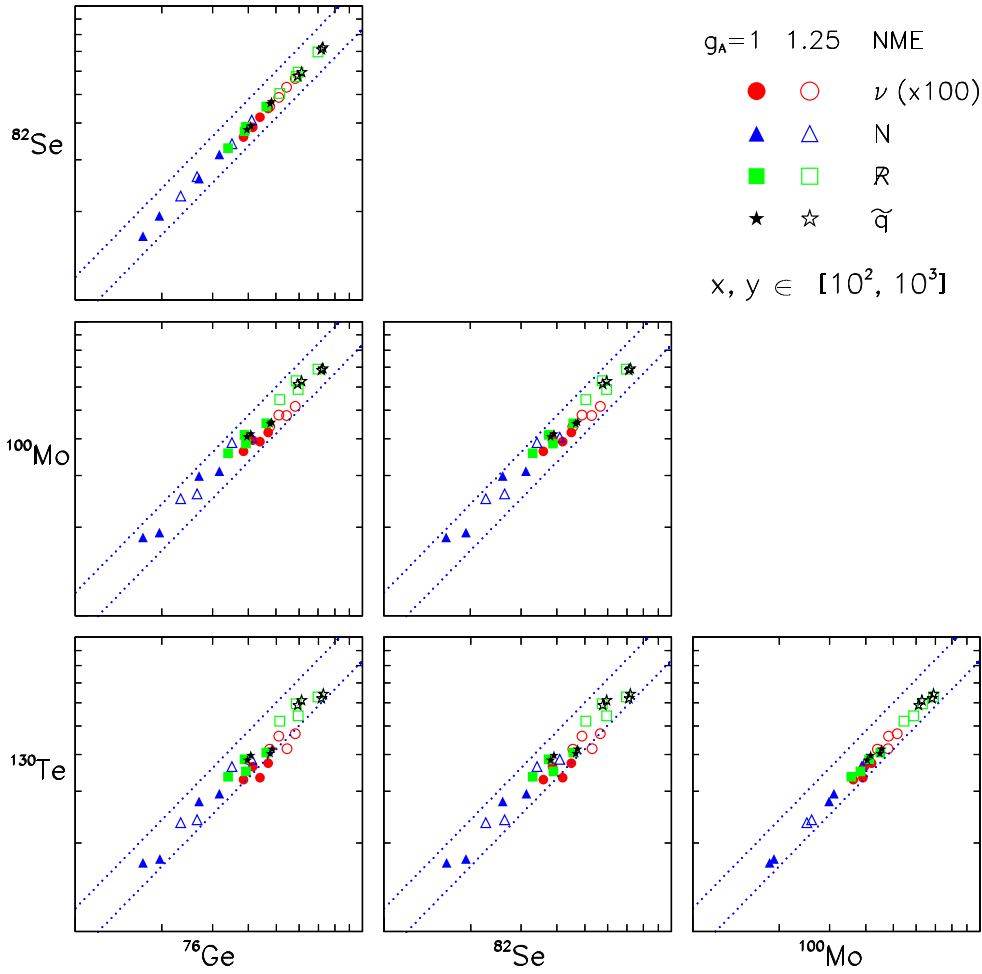 g_A=1 1.25 NME
ν (x100)
N
R̸
q̃
x, y ∈ [10², 10³]
⁸²Se
¹⁰⁰Mo
¹³⁰Te
⁷⁶Ge ⁸²Se ¹⁰⁰Mo